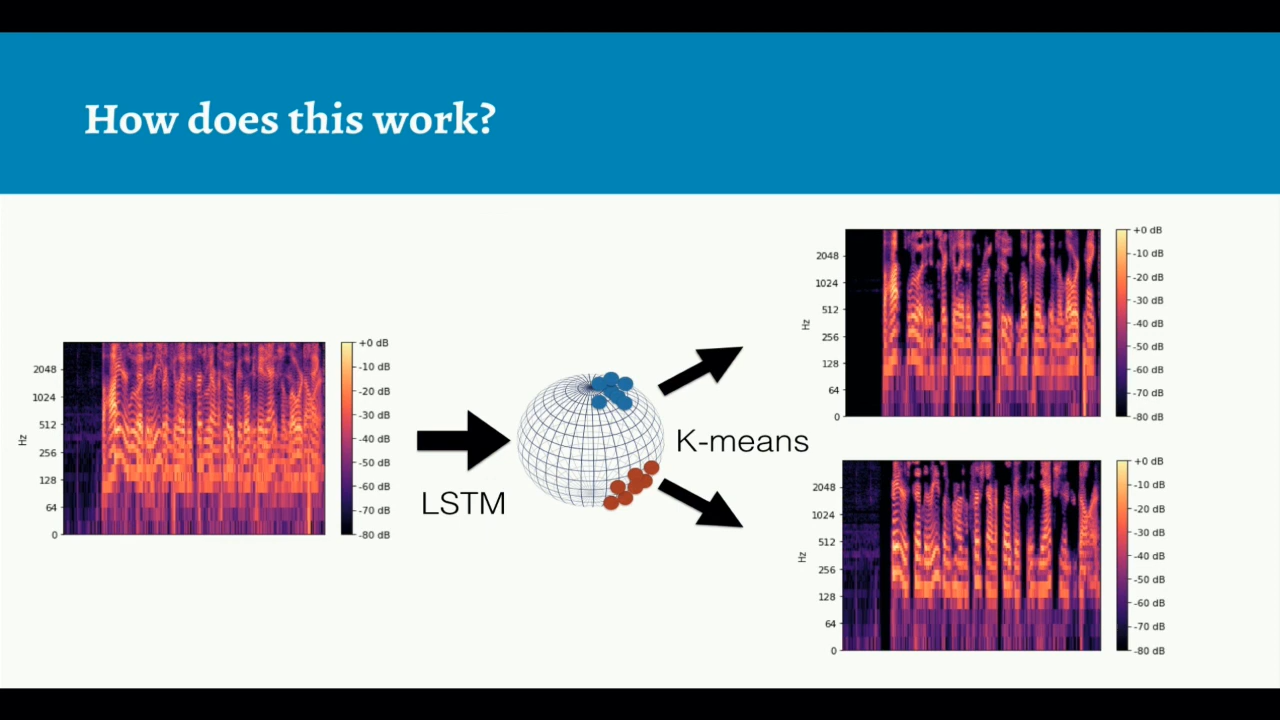 How does this work?
2048
1024
512
256
128
64
0
Hz
+0 dB
-10 dB
-20 dB
-30 dB
-40 dB
-50 dB
-60 dB
-70 dB
-80 dB
LSTM
K-means
2048
1024
512
256
128
64
0
Hz
+0 dB
-10 dB
-20 dB
-30 dB
-40 dB
-50 dB
-60 dB
-70 dB
-80 dB
2048
1024
512
256
128
64
0
Hz
+0 dB
-10 dB
-20 dB
-30 dB
-40 dB
-50 dB
-60 dB
-70 dB
-80 dB